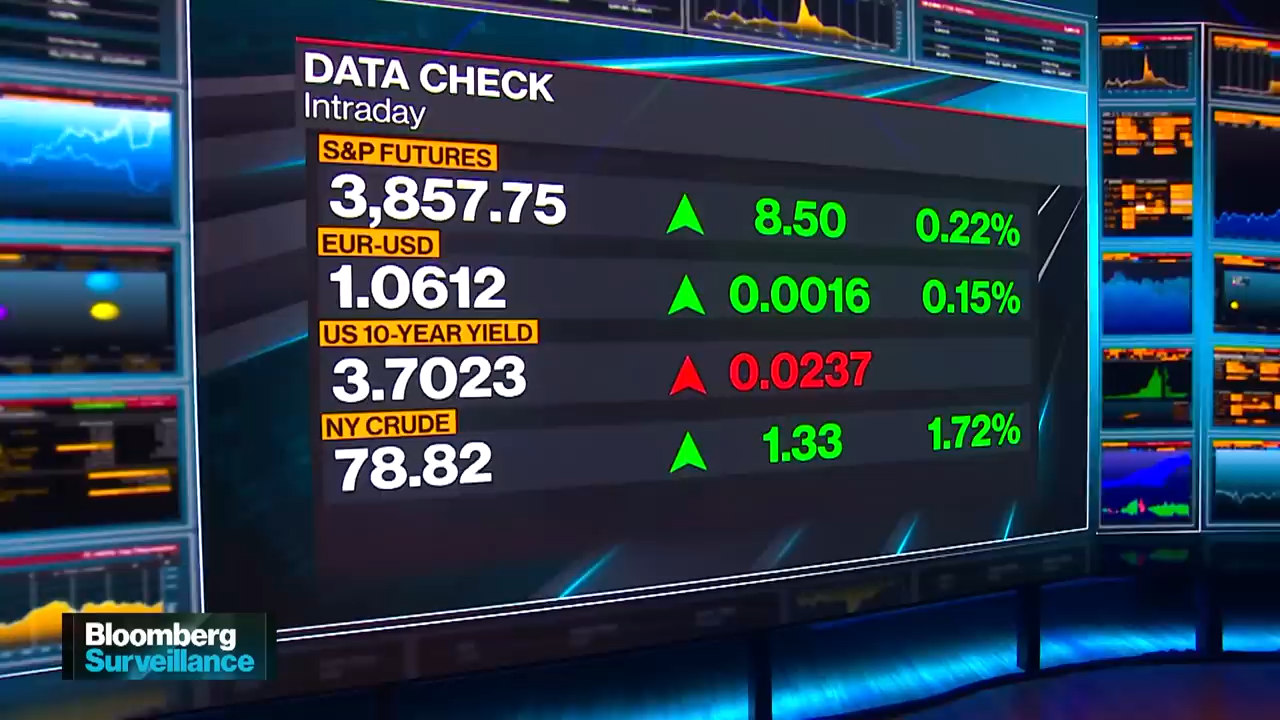 DATA CHECK
Intraday
S&P FUTURES
3,857.75 8.50 0.22%
EUR-USD
1.0612 0.0016 0.15%
US 10-YEAR YIELD
3.7023 0.0237
NY CRUDE
78.82 1.33 1.72%
Bloomberg
Surveillance